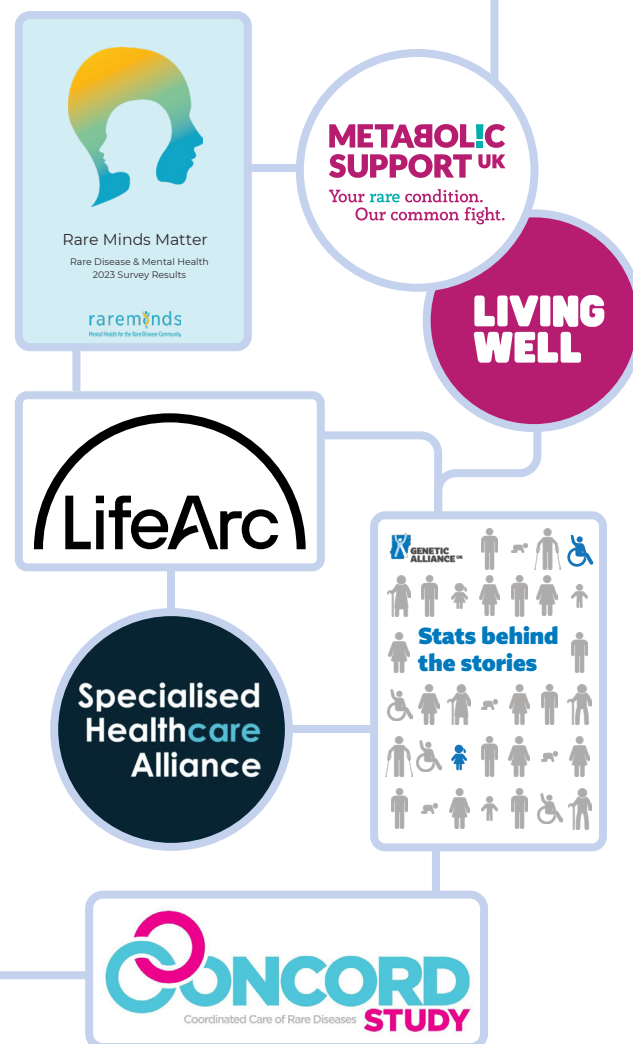 Rare Minds Matter
Rare Disease & Mental Health
2023 Survey Results
rareminds
Mental Health for the Rare Disease Community
METABOL!C
SUPPORT UK
Your rare condition.
Our common fight.
LIVING
WELL
LifeArc
GENETIC
ALLIANCE UK
Stats behind
the stories
Specialised
Healthcare
Alliance
CONCORD
Coordinated Care of Rare Diseases STUDY